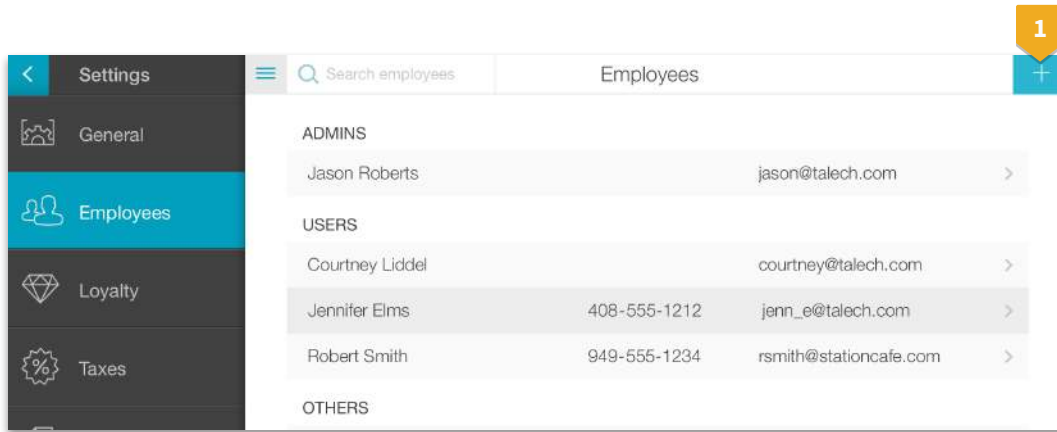 1
Settings
Search employees
Employees
General
Employees
Loyalty
Taxes
ADMINS
Jason Roberts jason@talech.com
USERS
Courtney Liddel courtney@talech.com
Jennifer Elms 408-555-1212 jenn_e@talech.com
Robert Smith 949-555-1234 rsmith@stationcafe.com
OTHERS